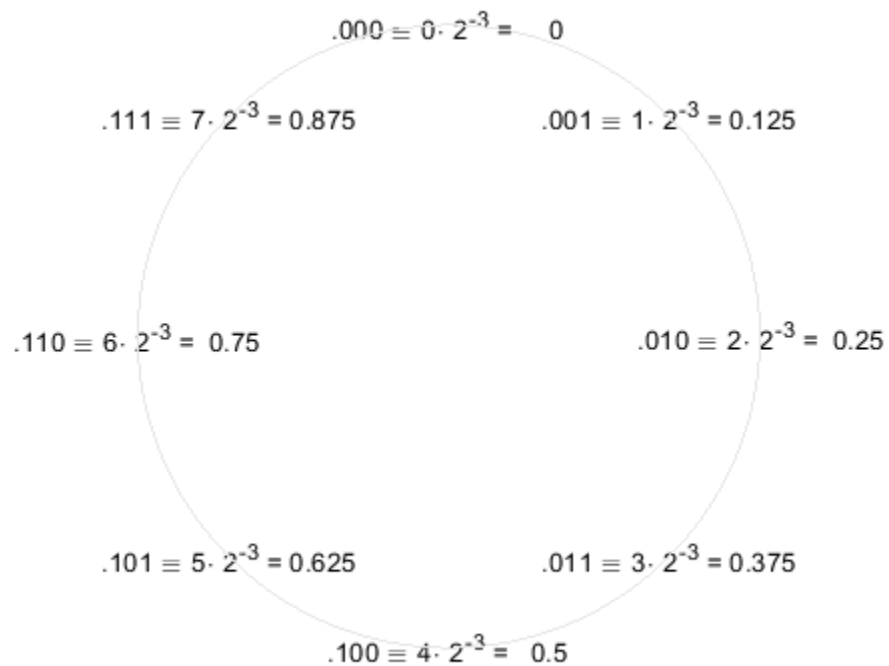 .000 ≡ 0· 2⁻³ = 0
.111 ≡ 7· 2⁻³ = 0.875
.001 ≡ 1· 2⁻³ = 0.125
.110 ≡ 6· 2⁻³ = 0.75
.010 ≡ 2· 2⁻³ = 0.25
.101 ≡ 5· 2⁻³ = 0.625
.011 ≡ 3· 2⁻³ = 0.375
.100 ≡ 4· 2⁻³ = 0.5